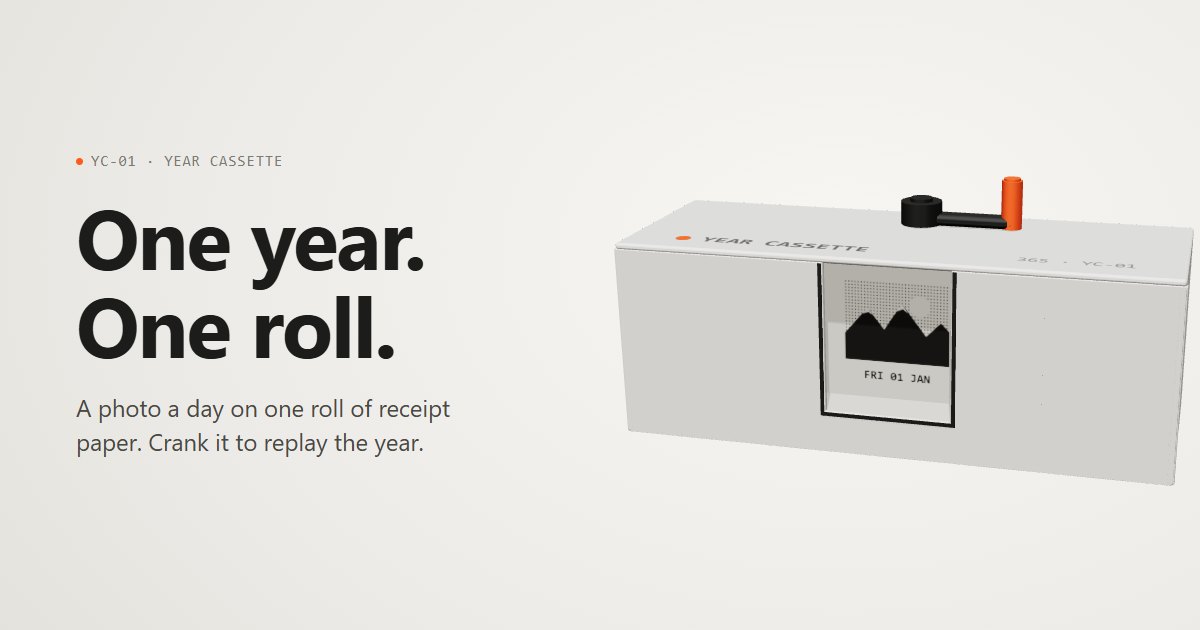 YC-01 · YEAR CASSETTE
One year.
One roll.
A photo a day on one roll of receipt
paper. Crank it to replay the year.
YEAR CASSETTE
365 · YC-01
FRI 01 JAN